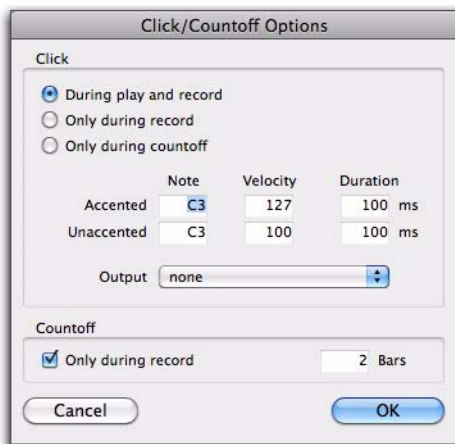 Click/Countoff Options
Click
During play and record
Only during record
Only during countoff
Note Velocity Duration
Accented C3 127 100 ms
Unaccented C3 100 100 ms
Output none
Countoff
Only during record 2 Bars
Cancel OK